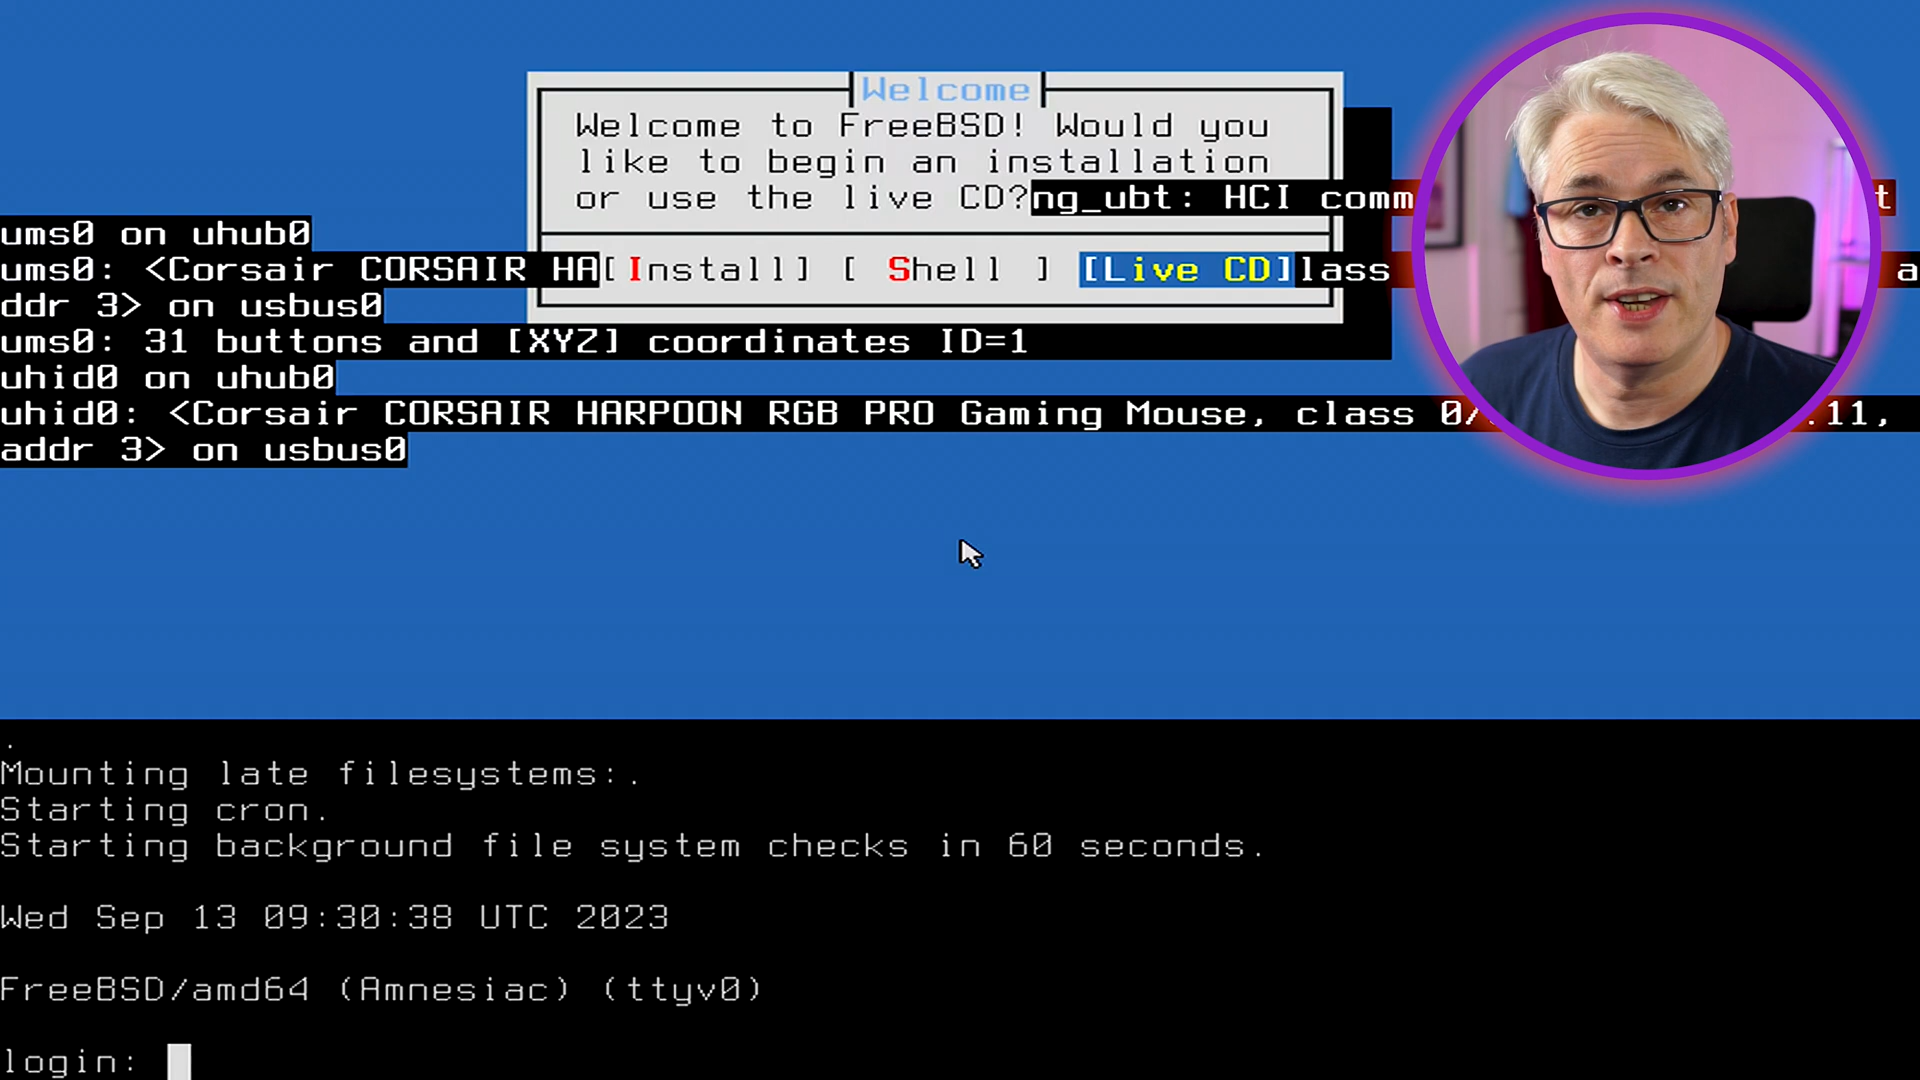 Welcome
Welcome to FreeBSD! Would you
like to begin an installation
or use the live CD?ng_ubt: HCI comm t
ums0 on uhub0
ums0: <Corsair CORSAIR HA[ Install] [ Shell ] [Live CD]lass a
ddr 3> on usbus0
ums0: 31 buttons and [XYZ] coordinates ID=1
uhid0 on uhub0
uhid0: <Corsair CORSAIR HARPOON RGB PRO Gaming Mouse, class 0/ .11,
addr 3> on usbus0
.
Mounting late filesystems:.
Starting cron.
Starting background file system checks in 60 seconds.
Wed Sep 13 09:30:38 UTC 2023
FreeBSD/amd64 (Amnesiac) (ttyv0)
login: